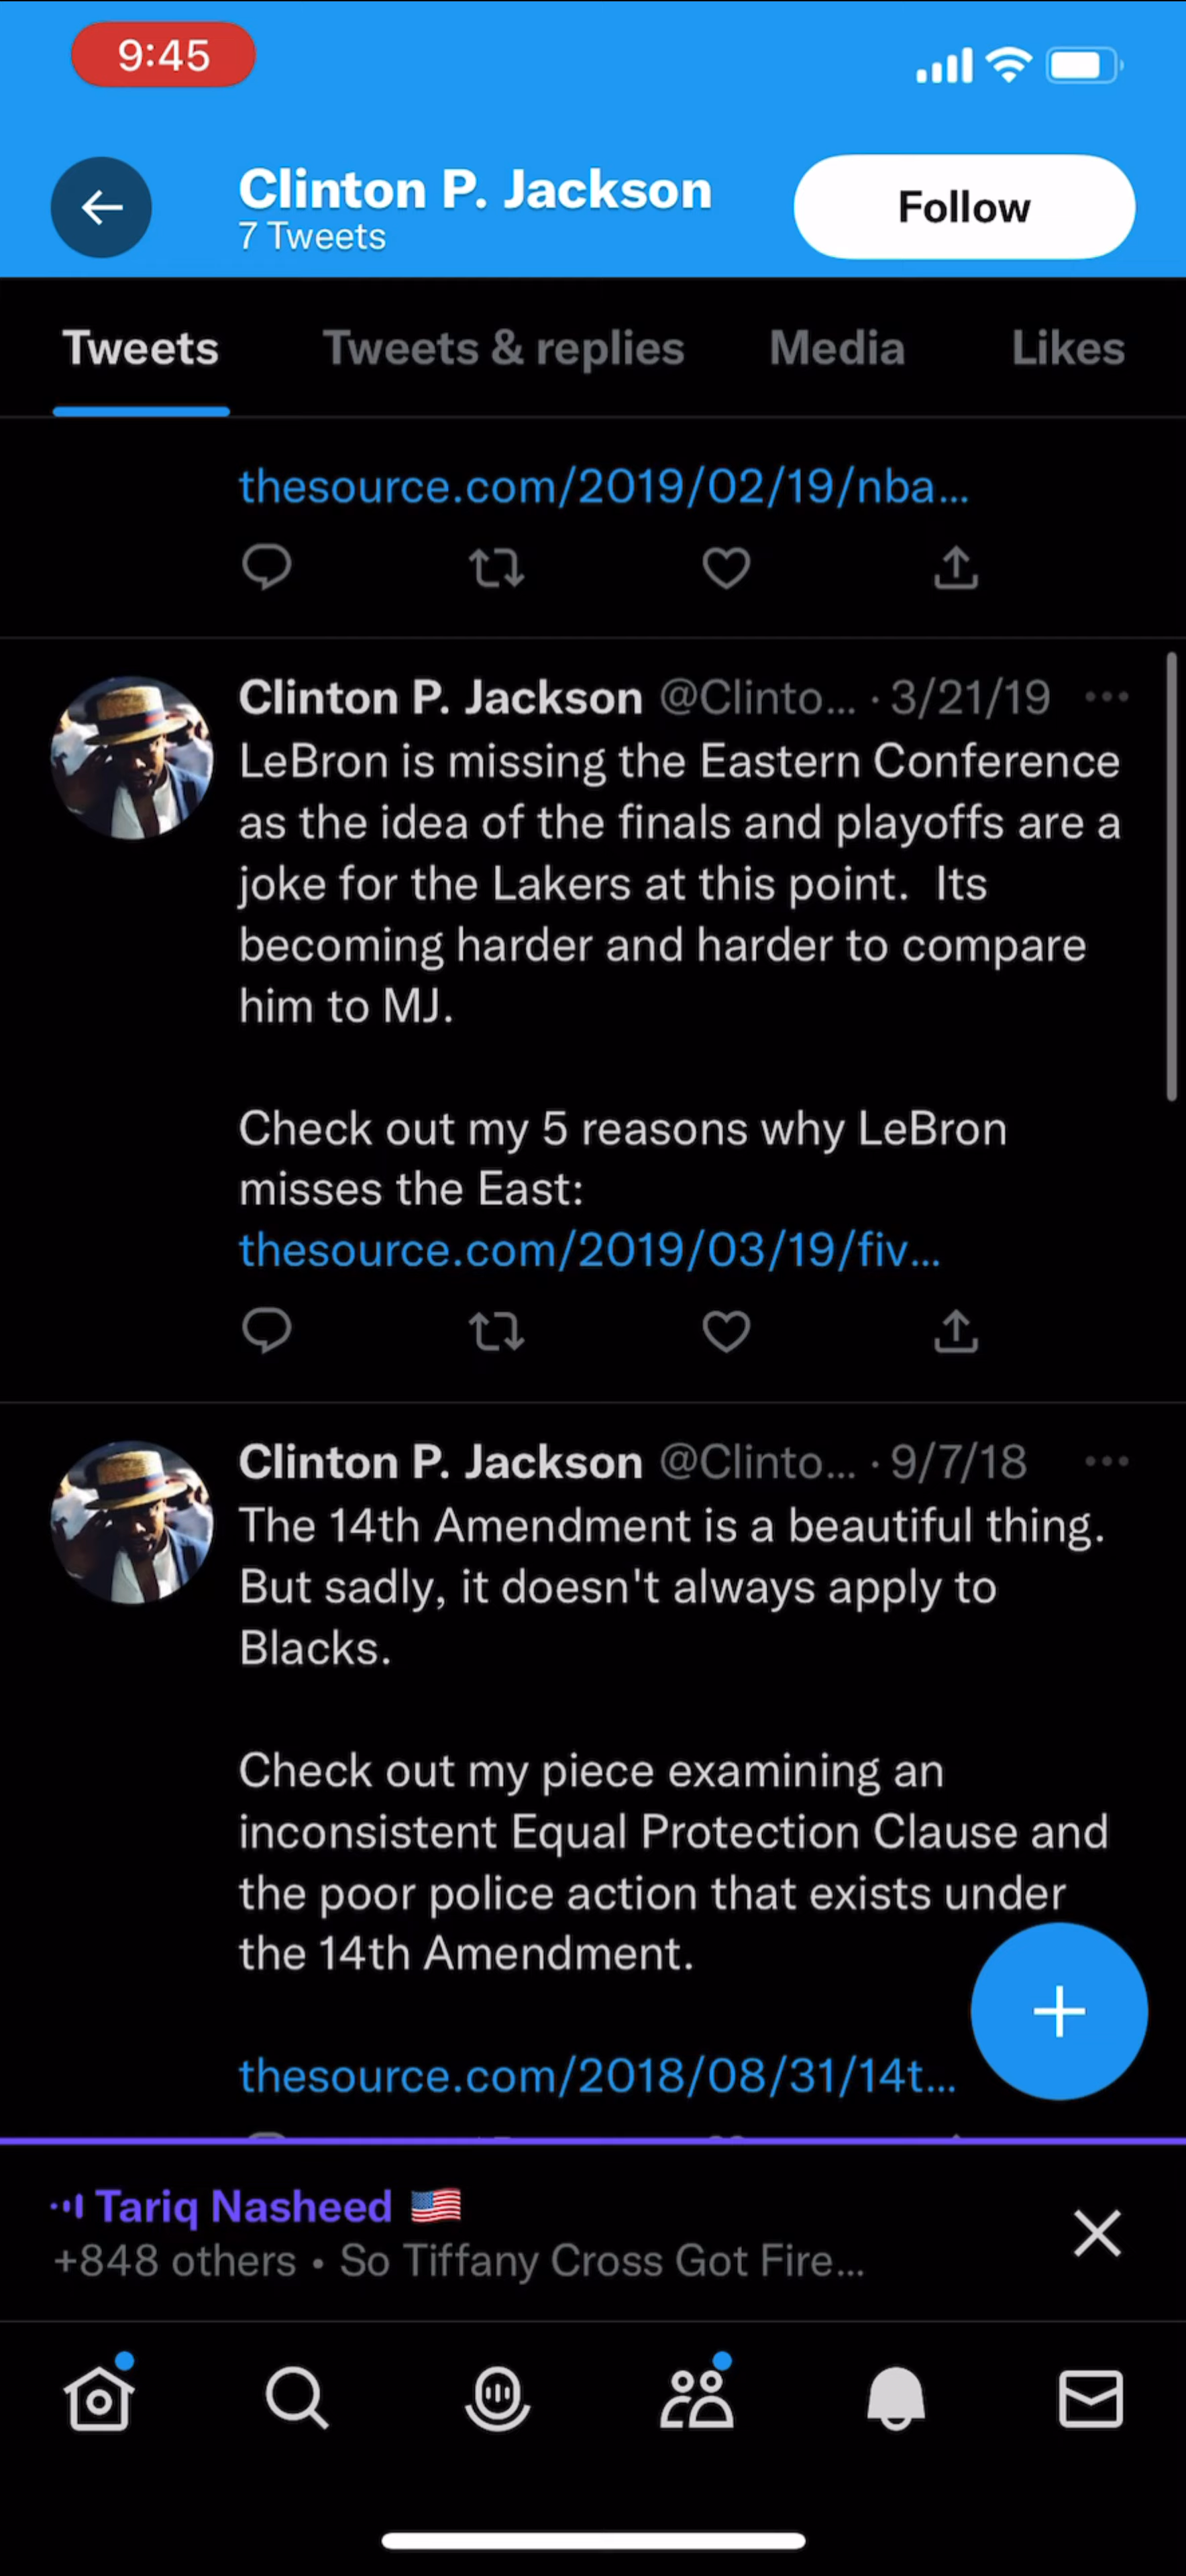 9:45
Clinton P. Jackson
7 Tweets
Follow
Tweets
Tweets & replies
Media
Likes
thesource.com/2019/02/19/nba...
Clinton P. Jackson @Clinto... · 3/21/19
LeBron is missing the Eastern Conference
as the idea of the finals and playoffs are a
joke for the Lakers at this point.  Its
becoming harder and harder to compare
him to MJ.
Check out my 5 reasons why LeBron
misses the East:
thesource.com/2019/03/19/fiv...
Clinton P. Jackson @Clinto... · 9/7/18
The 14th Amendment is a beautiful thing.
But sadly, it doesn't always apply to
Blacks.
Check out my piece examining an
inconsistent Equal Protection Clause and
the poor police action that exists under
the 14th Amendment.
thesource.com/2018/08/31/14t...
Tariq Nasheed 🇺🇸
+848 others • So Tiffany Cross Got Fire...